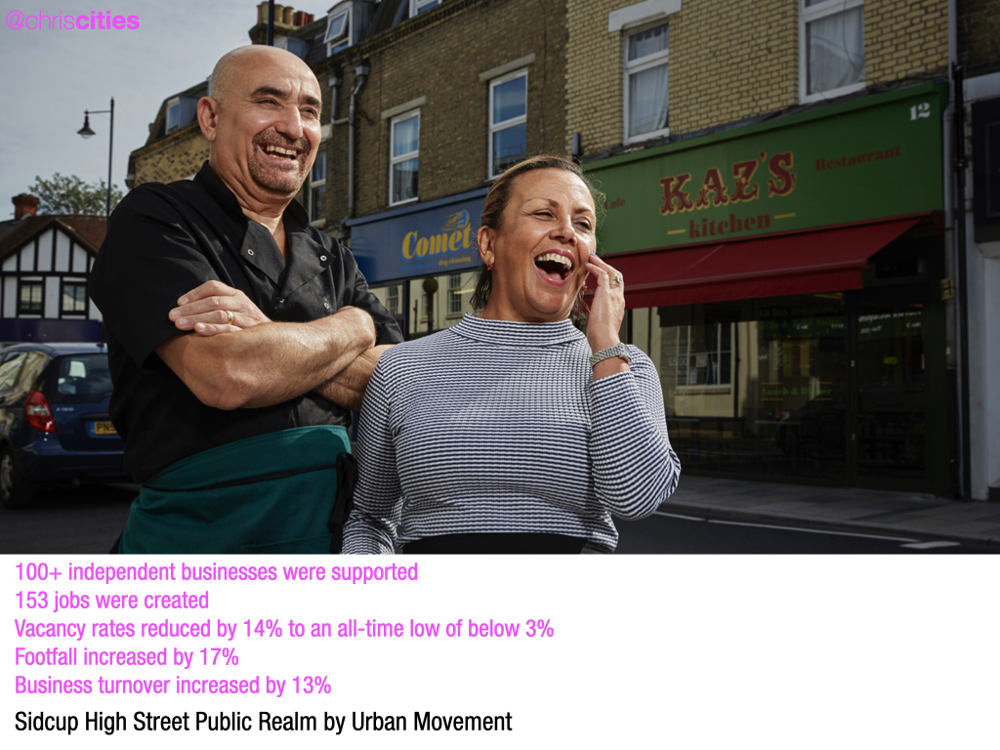 @chriscities
12
KAZ'S
Restaurant
Cafe
kitchen
Comet
dry cleaning
100+ independent businesses were supported
153 jobs were created
Vacancy rates reduced by 14% to an all-time low of below 3%
Footfall increased by 17%
Business turnover increased by 13%
Sidcup High Street Public Realm by Urban Movement